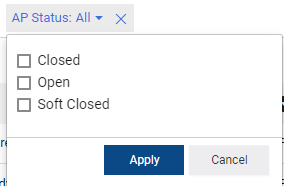 AP Status: All
Closed
Open
Soft Closed
Apply
Cancel